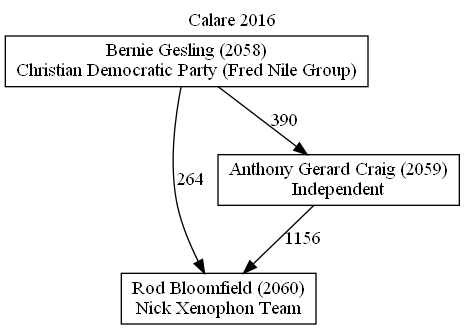 Calare 2016
Bernie Gesling (2058)
Christian Democratic Party (Fred Nile Group)
390
Anthony Gerard Craig (2059)
Independent
264
1156
Rod Bloomfield (2060)
Nick Xenophon Team